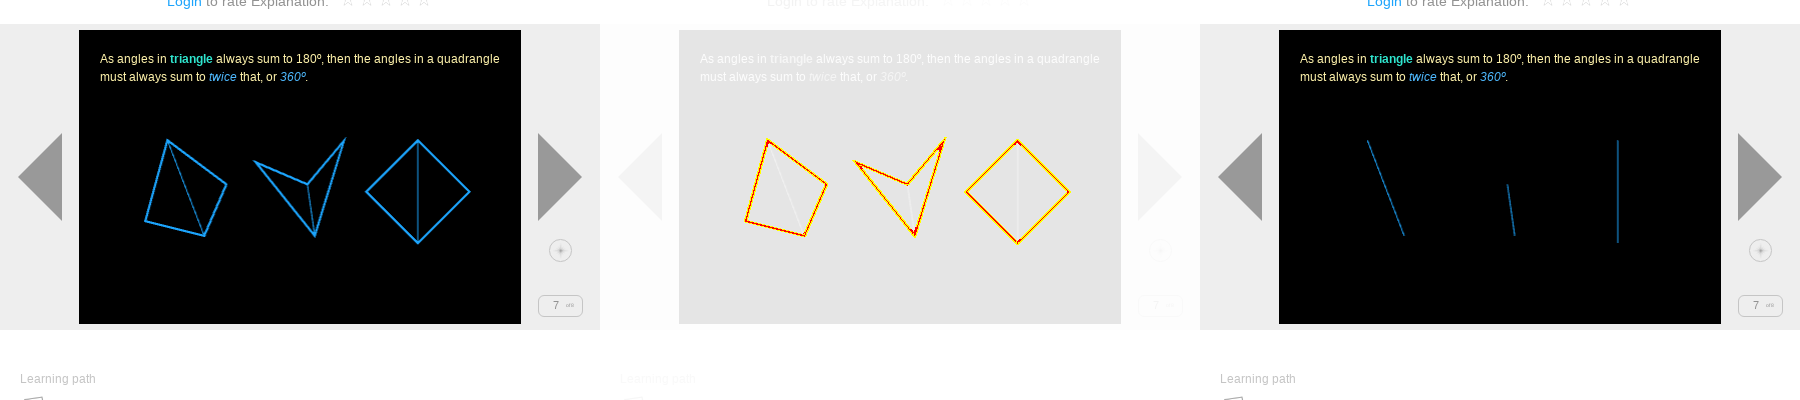 Login to rate Explanation:
Login to rate Explanation:
Login to rate Explanation:
As angles in triangle always sum to 180º, then the angles in a quadrangle
must always sum to twice that, or 360º.
As angles in triangle always sum to 180º, then the angles in a quadrangle
must always sum to twice that, or 360º.
As angles in triangle always sum to 180º, then the angles in a quadrangle
must always sum to twice that, or 360º.
7
7
Learning path
Learning path
Learning path